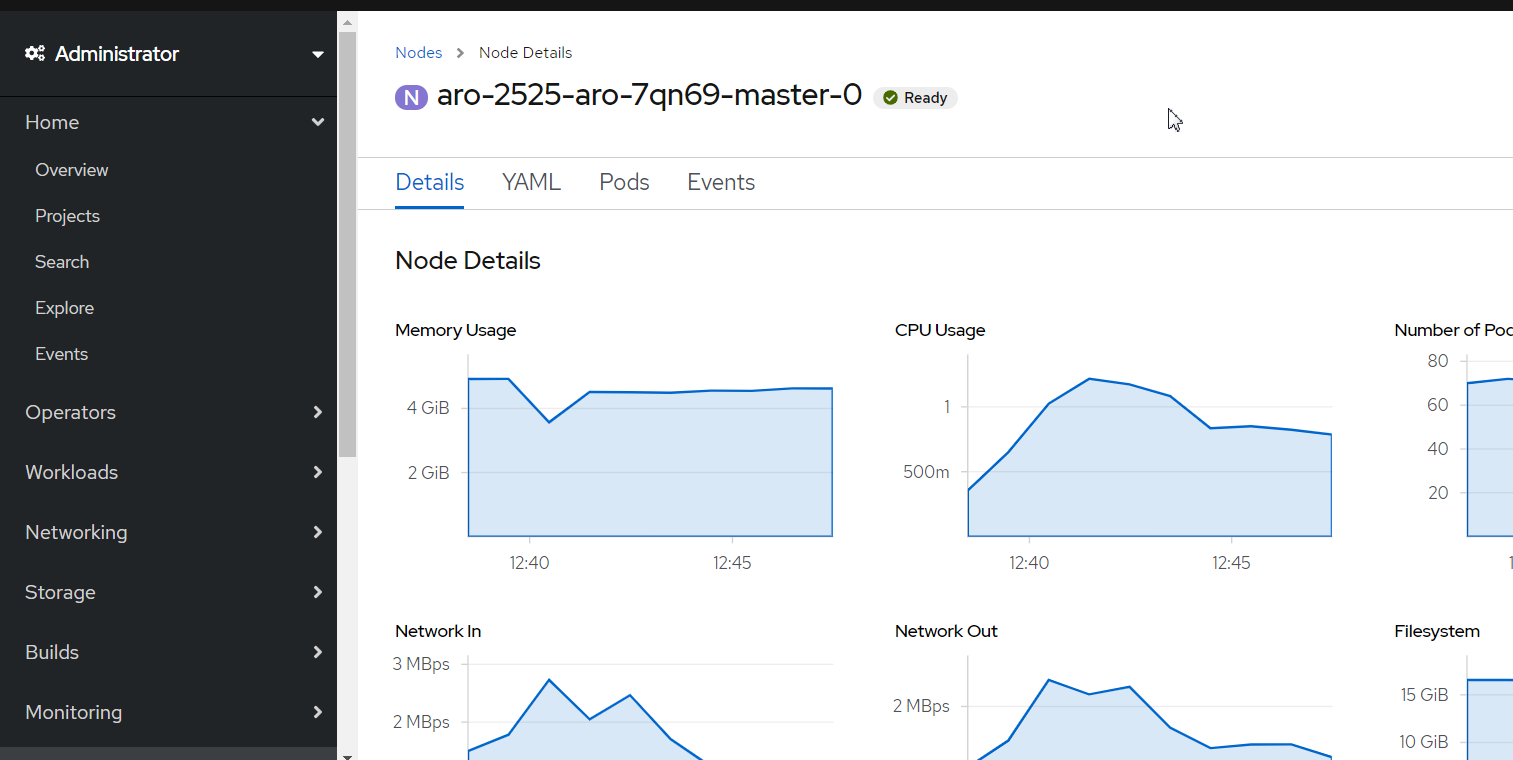 Administrator
Home
Overview
Projects
Search
Explore
Events
Operators
Workloads
Networking
Storage
Builds
Monitoring
Nodes > Node Details
N aro-2525-aro-7qn69-master-0 Ready
Details YAML Pods Events
Node Details
Memory Usage
4 GiB
2 GiB
12:40 12:45
CPU Usage
1
500m
12:40 12:45
Number of
80
60
40
20
Network In
3 MBps
2 MBps
Network Out
2 MBps
Filesystem
15 GiB
10 GiB